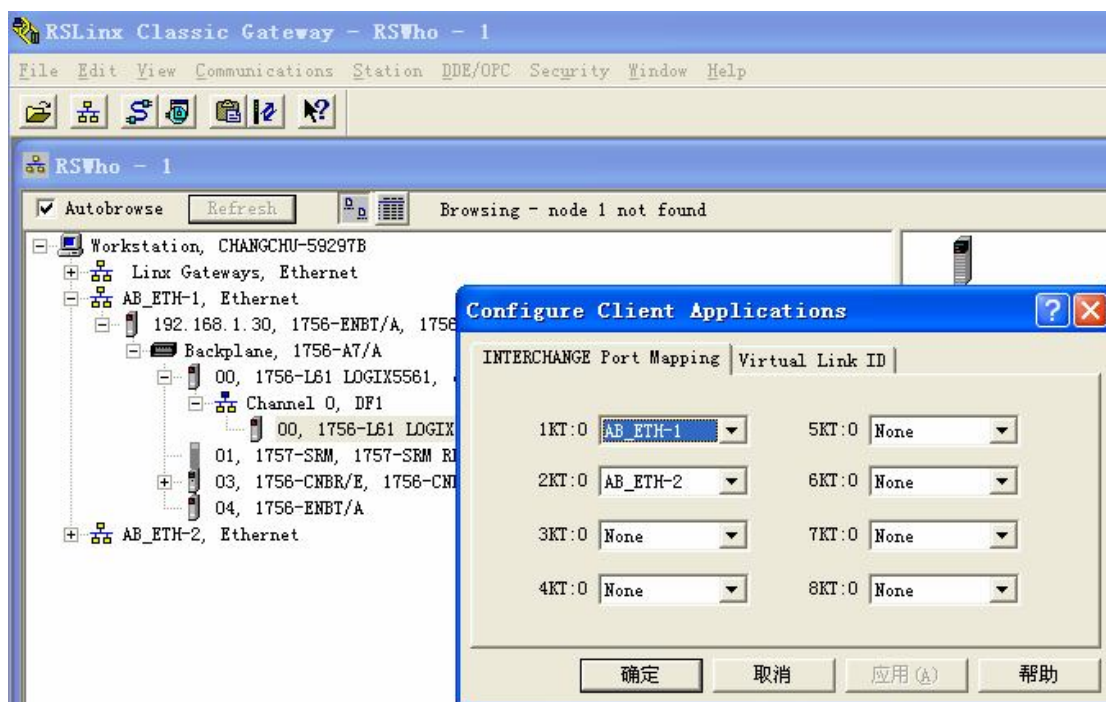 RSLinx Classic Gateway - RSWho - 1
File Edit View Communications Station DDE/OPC Security Window Help
RSWho - 1
Autobrowse Refresh Browsing - node 1 not found
Workstation, CHANGCHU-59297B
Linx Gateways, Ethernet
AB_ETH-1, Ethernet
192.168.1.30, 1756-ENBT/A, 1756
Backplane, 1756-A7/A
00, 1756-L61 LOGIX5561,
Channel 0, DF1
00, 1756-L61 LOGIX
01, 1757-SRM, 1757-SRM
03, 1756-CNBR/E, 1756-CN
04, 1756-ENBT/A
AB_ETH-2, Ethernet
Configure Client Applications
INTERCHANGE Port Mapping Virtual Link ID
1KT:0 AB_ETH-1 5KT:0 None
2KT:0 AB_ETH-2 6KT:0 None
3KT:0 None 7KT:0 None
4KT:0 None 8KT:0 None
确定 取消 应用(A) 帮助